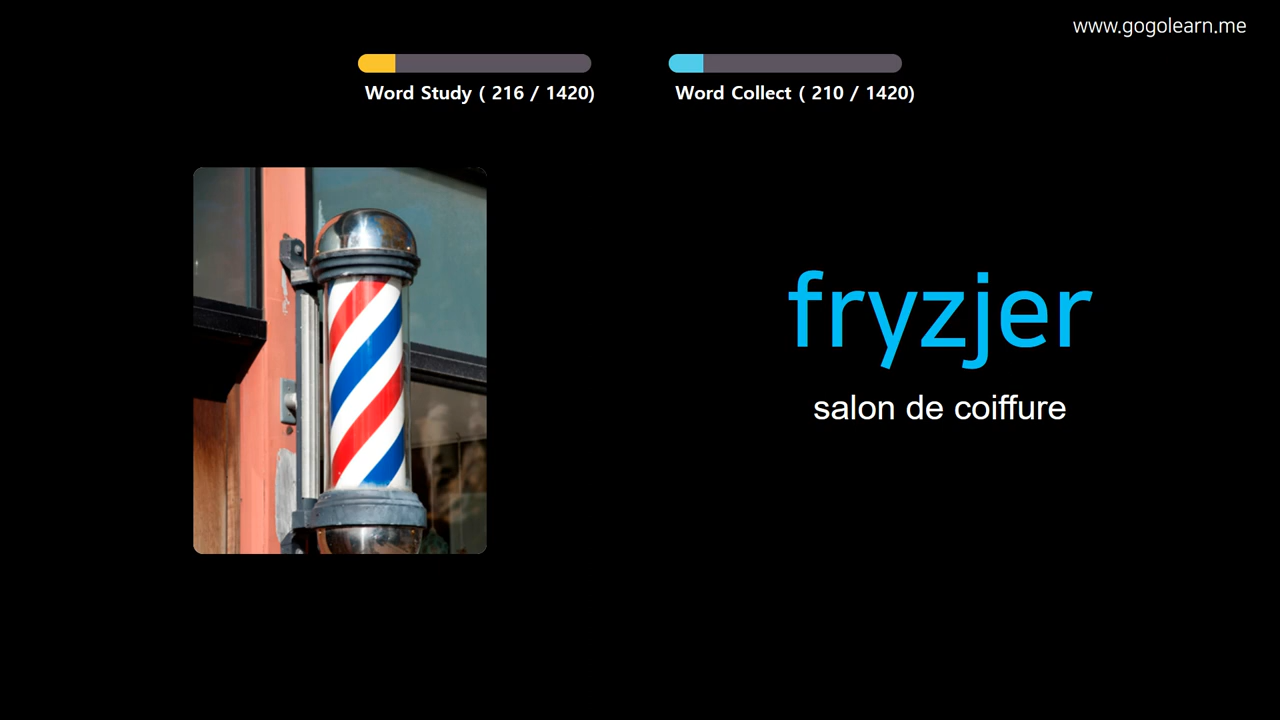 www.gogolearn.me
Word Study ( 216 / 1420)
Word Collect ( 210 / 1420)
fryzjer
salon de coiffure